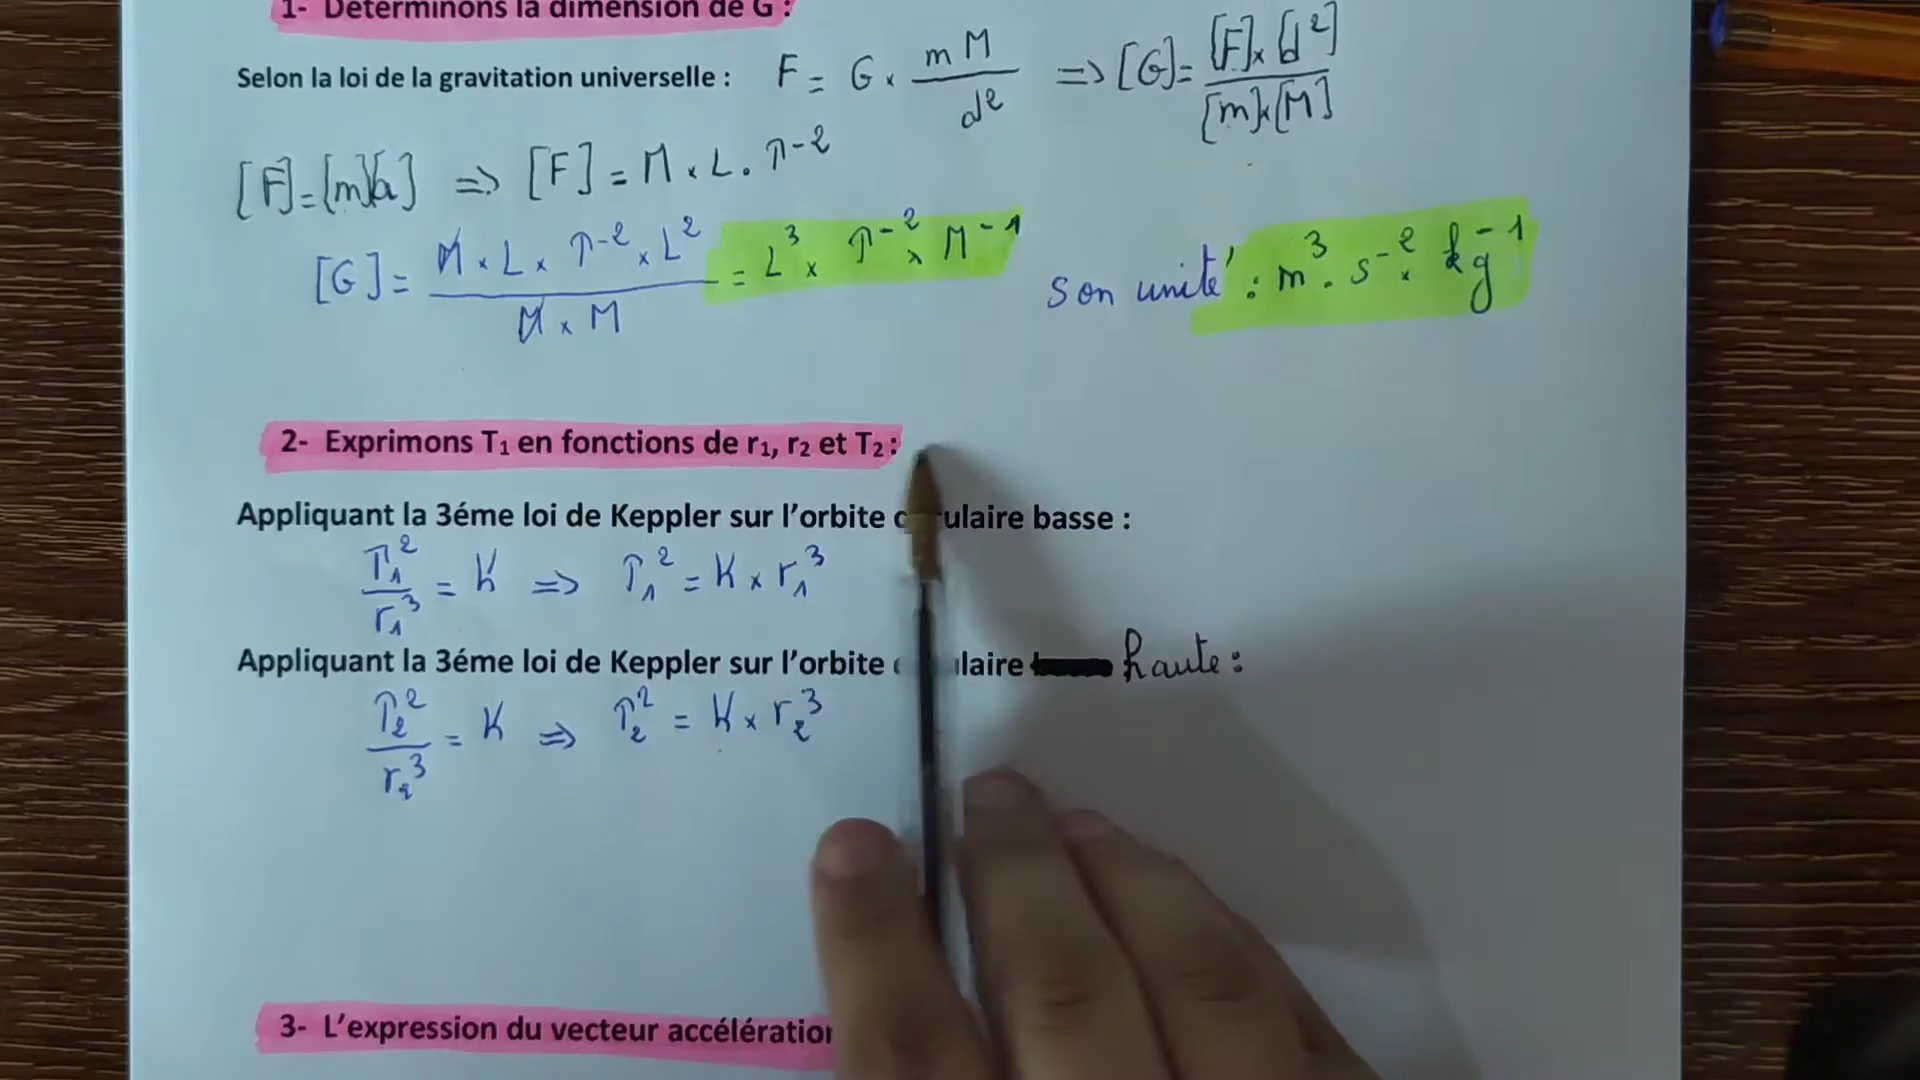 1- Déterminons la dimension de G :
Selon la loi de la gravitation universelle : F = G × mM/d² => [G] = [F]×[d²]/[m]×[M]
[F]=[m][a] => [F] = M × L . T⁻²
[G] = M × L × T⁻² × L²/M × M = L³ × T⁻² × M⁻¹ son unité : m³ . s⁻² × kg⁻¹
2- Exprimons T₁ en fonctions de r₁, r₂ et T₂ :
Appliquant la 3éme loi de Keppler sur l'orbite basse :
T₁²/r₁³ = K => T₁² = K × r₁³
Appliquant la 3éme loi de Keppler sur l'orbite haute :
T₂²/r₂³ = K => T₂² = K × r₂³
3- L'expression du vecteur accélération